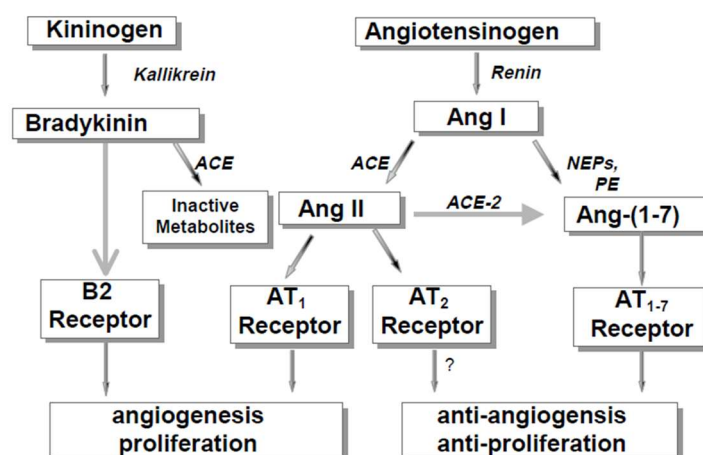 Kininogen
Angiotensinogen
Kallikrein
Renin
Bradykinin
Ang I
ACE
ACE
NEPs,
PE
Inactive
Metabolites
Ang II
ACE-2
Ang-(1-7)
B2
Receptor
AT1
Receptor
AT2
Receptor
AT1-7
Receptor
?
angiogenesis
proliferation
anti-angiogensis
anti-proliferation